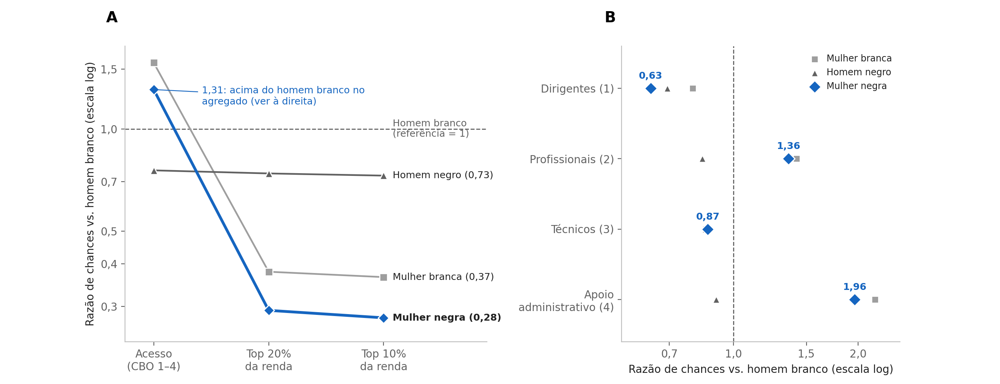 A
Razão de chances vs. homem branco (escala log)
1,5
1,0
0,7
0,5
0,4
0,3
1,31: acima do homem branco no
agregado (ver à direita)
Homem branco
(referência = 1)
Homem negro (0,73)
Mulher branca (0,37)
Mulher negra (0,28)
Acesso
(CBO 1–4)
Top 20%
da renda
Top 10%
da renda
B
Mulher branca
Homem negro
Mulher negra
Dirigentes (1)
Profissionais (2)
Técnicos (3)
Apoio
administrativo (4)
0,63
1,36
0,87
1,96
0,7
1,0
1,5
2,0
Razão de chances vs. homem branco (escala log)